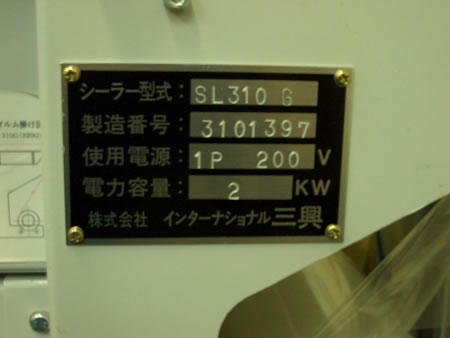 シーラー型式: SL310 G
製造番号: 3101397
使用電源: 1P 200 V
電力容量: 2 KW
株式会社 インターナショナル三興